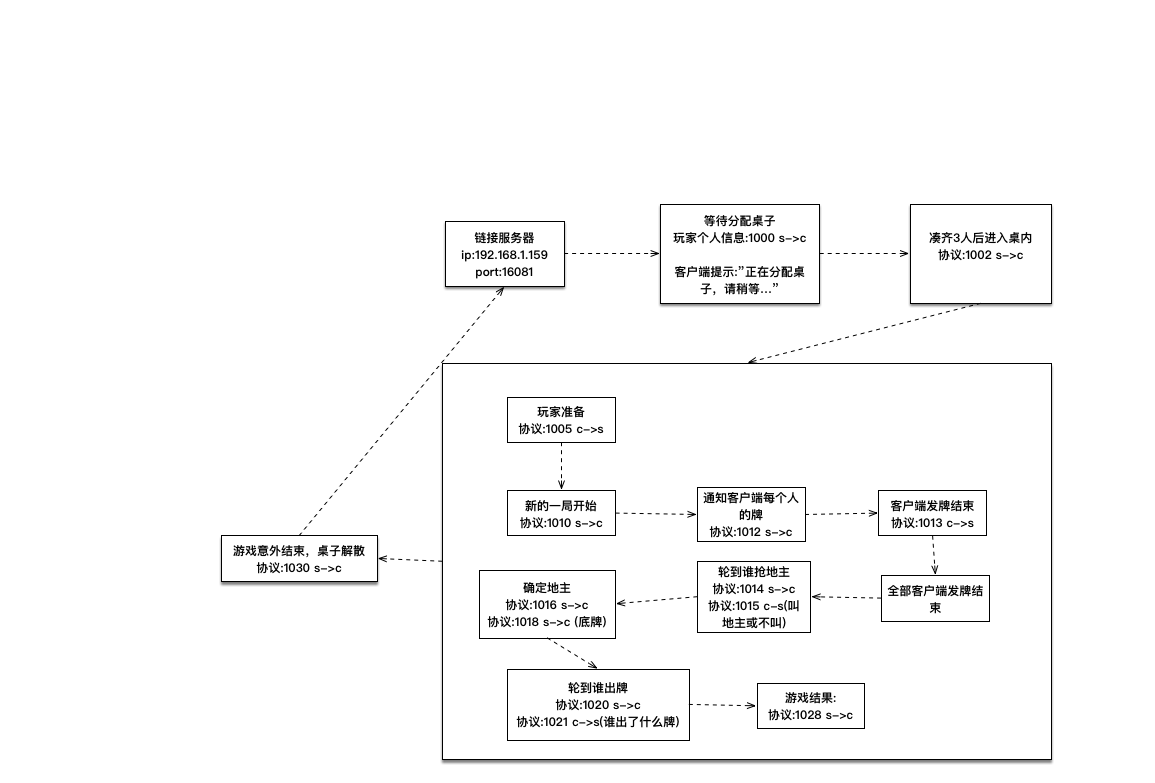 链接服务器
ip:192.168.1.159
port:16081
等待分配桌子
玩家个人信息:1000 s–>c
客户端提示:”正在分配桌
子，请稍等...”
凑齐3人后进入桌内
协议:1002 s–>c
玩家准备
协议:1005 c–>s
新的一局开始
协议:1010 s–>c
通知客户端每个人
的牌
协议:1012 s–>c
客户端发牌结束
协议:1013 c–>s
游戏意外结束，桌子解散
协议:1030 s–>c
确定地主
协议:1016 s–>c
协议:1018 s–>c (底牌)
轮到谁抢地主
协议:1014 s–>c
协议:1015 c–s(叫
地主或不叫)
全部客户端发牌结
束
轮到谁出牌
协议:1020 s–>c
协议:1021 c–>s(谁出了什么牌)
游戏结果:
协议:1028 s–>c